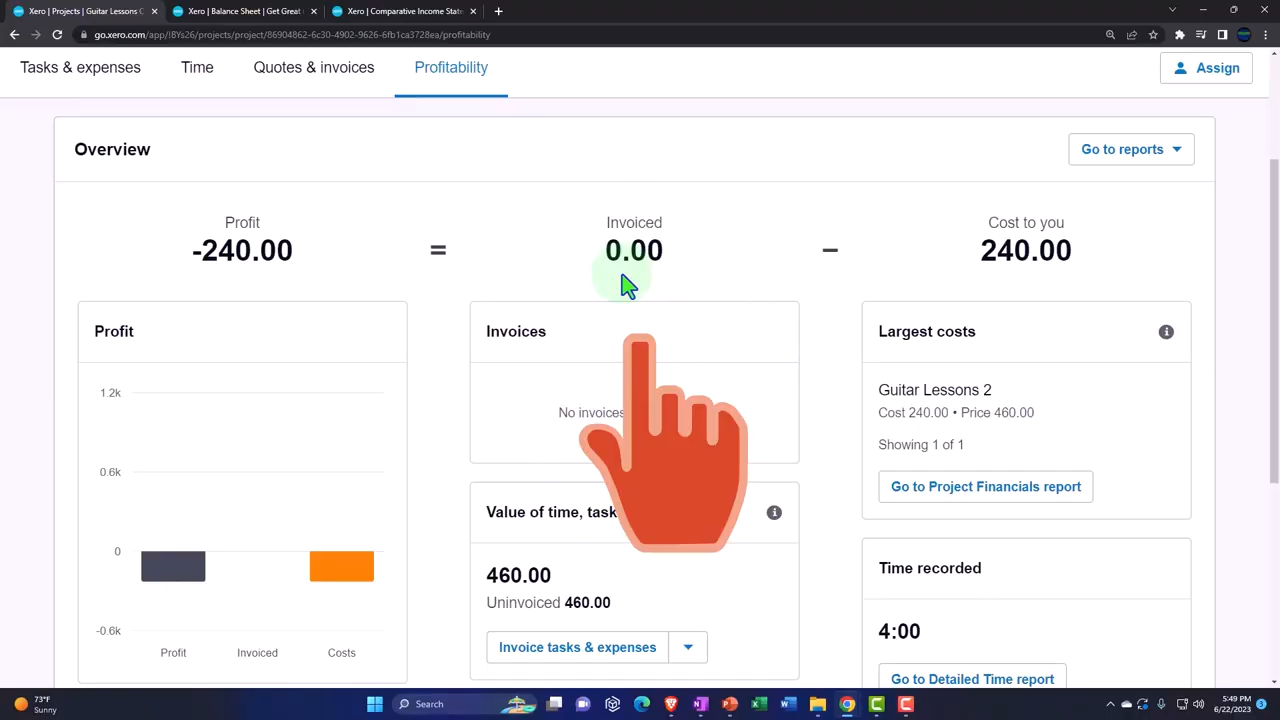 Xero | Projects | Guitar Lessons C
Xero | Balance Sheet | Get Great
Xero | Comparative Income State
go.xero.com/app/!BYs26/projects/project/86904862-6c30-4902-9626-6fb1ca3728ea/profitability
Tasks & expenses
Time
Quotes & invoices
Profitability
Assign
Overview
Go to reports
Profit
-240.00
=
Invoiced
0.00
–
Cost to you
240.00
Profit
1.2k
0.6k
0
-0.6k
Profit
Invoiced
Costs
Invoices
No invoices
Value of time, task
460.00
Uninvoiced 460.00
Invoice tasks & expenses
Largest costs
Guitar Lessons 2
Cost 240.00 • Price 460.00
Showing 1 of 1
Go to Project Financials report
Time recorded
4:00
Go to Detailed Time report
73°F
Sunny
Search
5:49 PM
6/22/2023